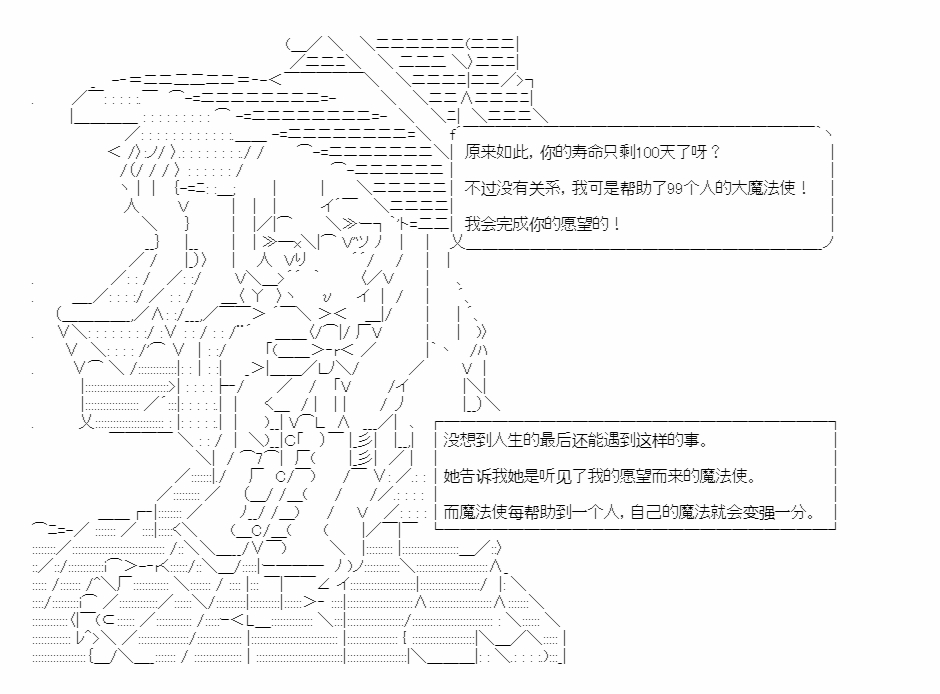 原来如此，你的寿命只剩100天了呀？
不过没有关系，我可是帮助了99个人的大魔法使！
我会完成你的愿望的！
没想到人生的最后还能遇到这样的事。
她告诉我她是听见了我的愿望而来的魔法使。
而魔法使每帮助到一个人，自己的魔法就会变强一分。